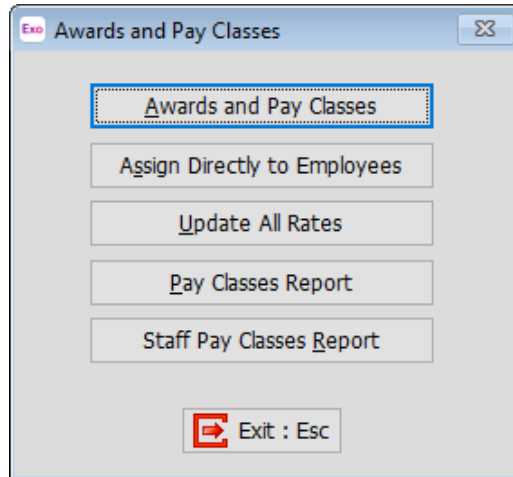 Exo Awards and Pay Classes
Awards and Pay Classes
Assign Directly to Employees
Update All Rates
Pay Classes Report
Staff Pay Classes Report
Exit : Esc